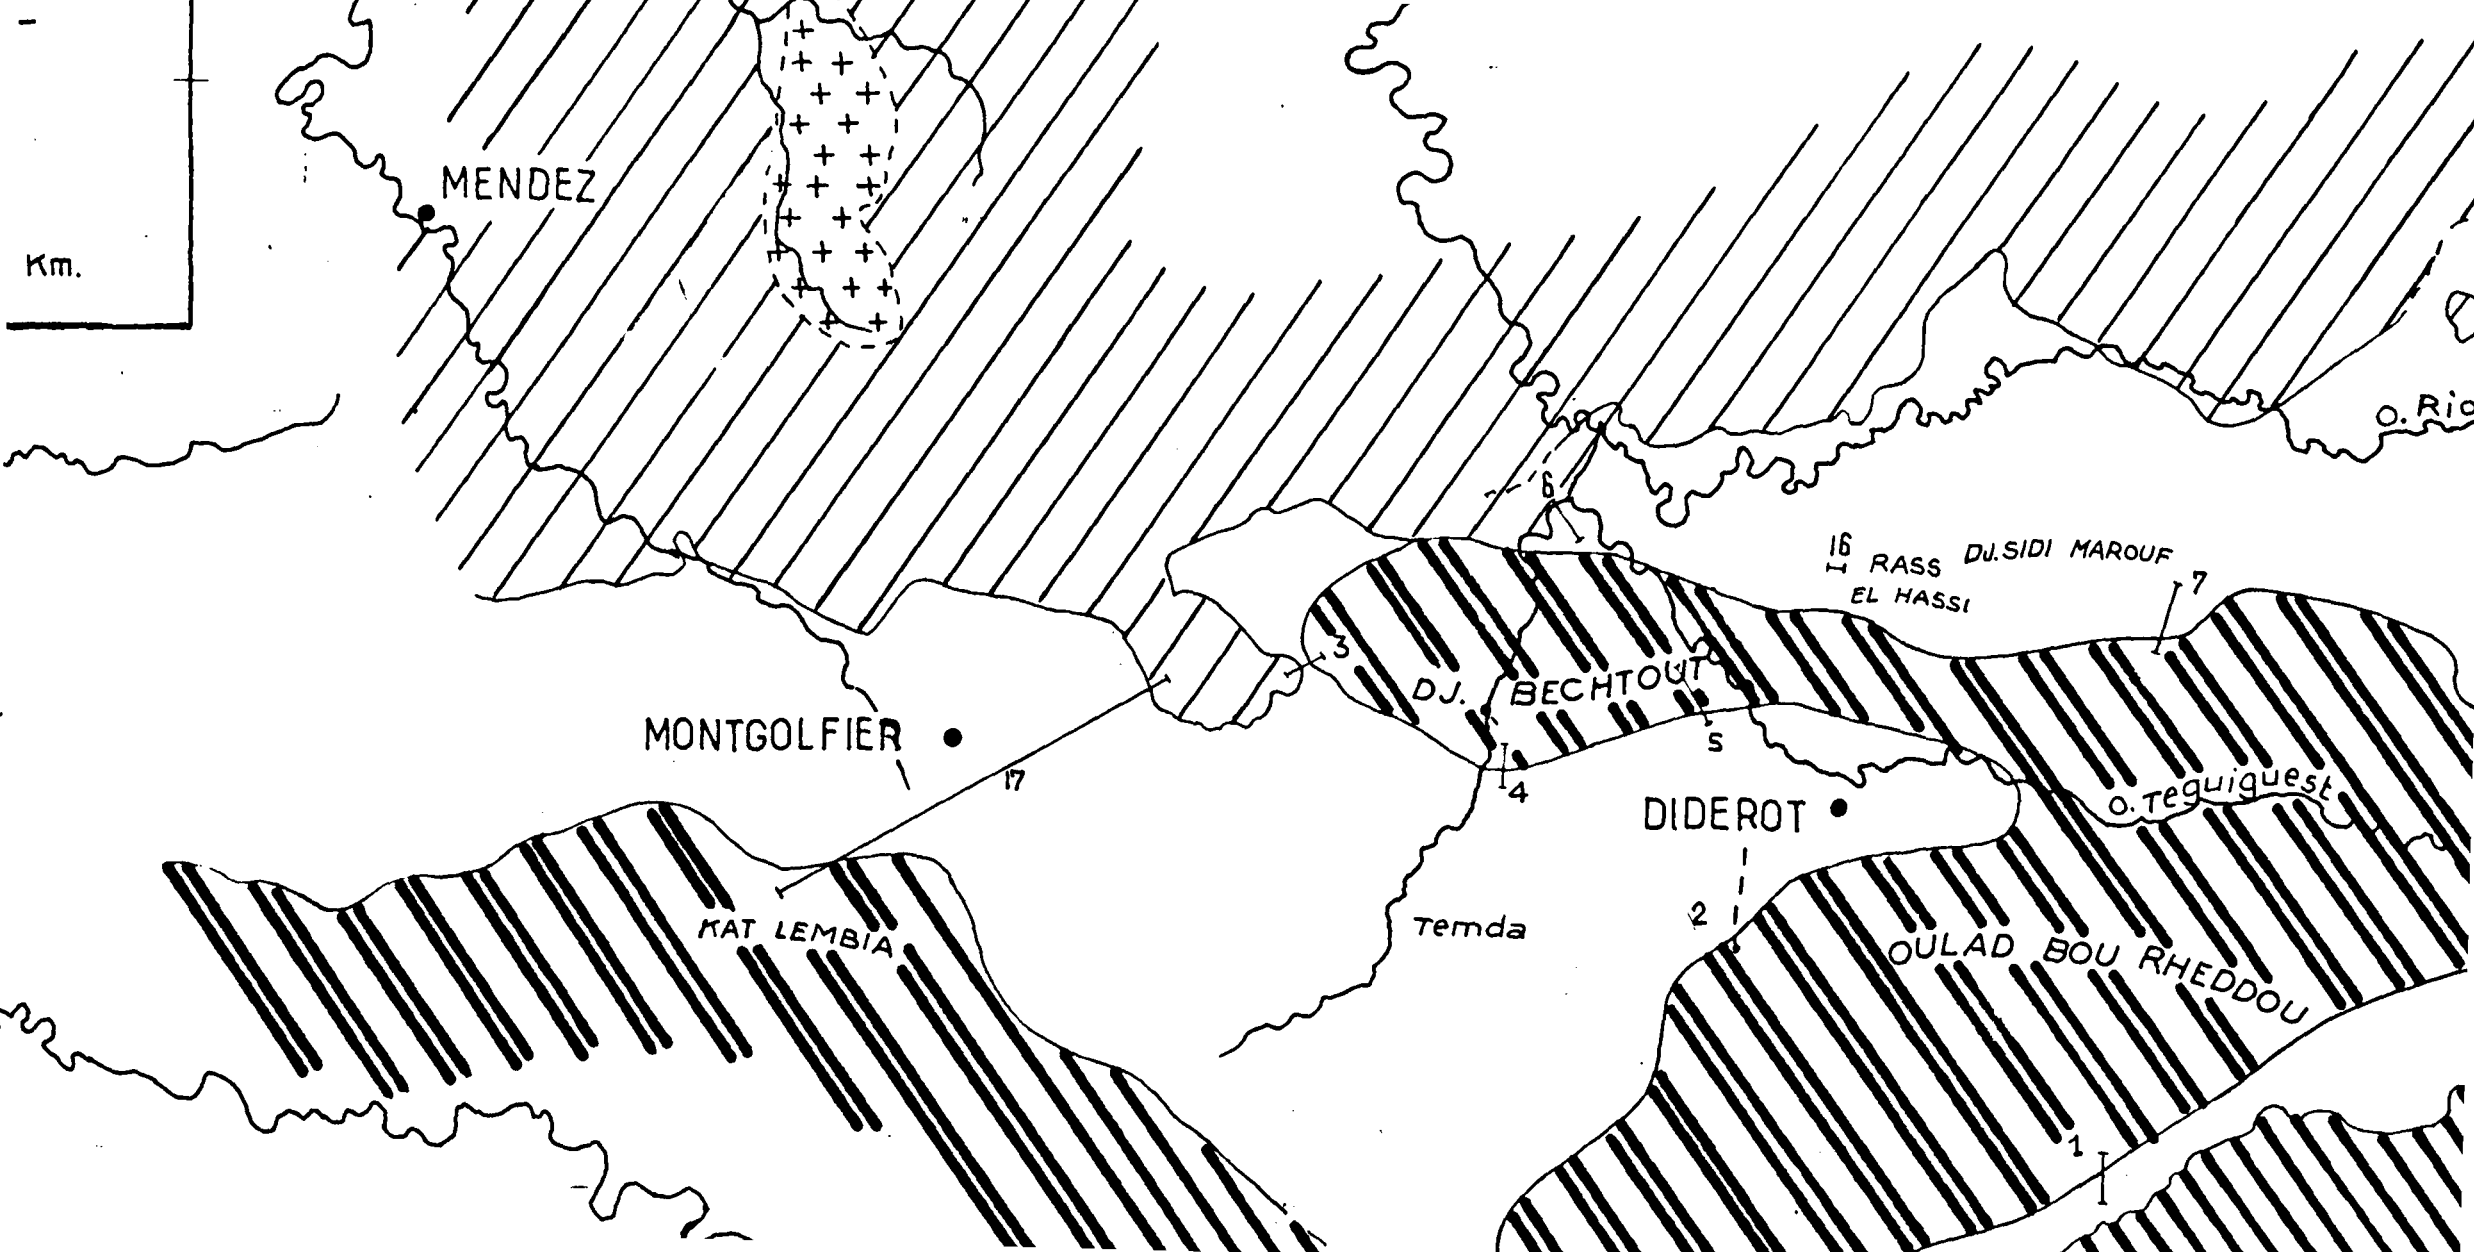 Km.
MENDEZ
O. Rio
6
16
RASS
EL HASSI
DJ. SIDI MAROUF
7
3
DJ. BECHTOUT
MONTGOLFIER
17
5
4
DIDEROT
O. Teguiguest
KAT LEMBIA
Temda
2
OULAD BOU RHEDDOU
1